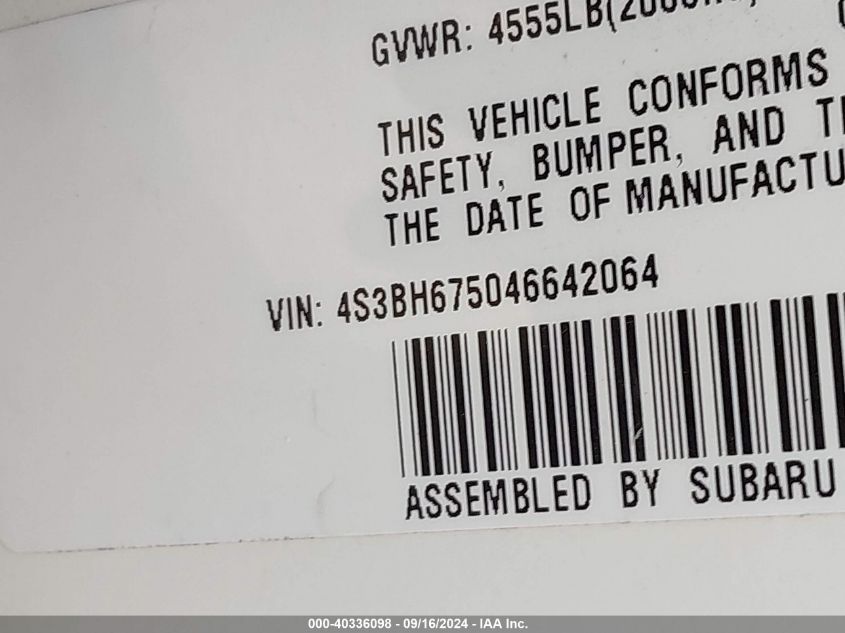 GVWR: 4555LB(
THIS VEHICLE CONFORMS
SAFETY, BUMPER, AND
THE DATE OF MANUFACTU
VIN: 4S3BH675046642064
ASSEMBLED BY SUBARU
000-40336098 - 09/16/2024 - IAA Inc.